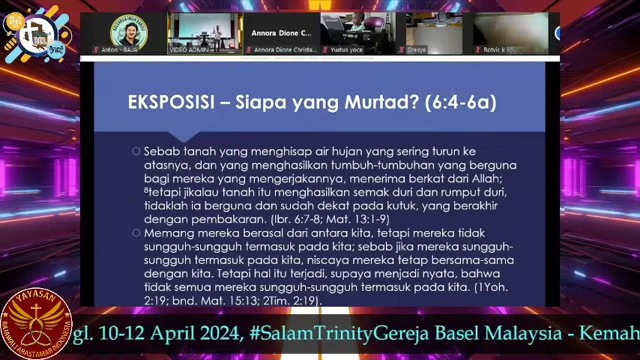 Anton - BAJA
VIDEO ADMIN
Annora Dione C...
Annora Dione Christa...
Yustus yoce
EKSPOSISI – Siapa yang Murtad? (6:4-6a)
Sebab tanah yang menghisap air hujan yang sering turun ke
atasnya, dan yang menghasilkan tumbuh-tumbuhan yang berguna
bagi mereka yang mengerjakannya, menerima berkat dari Allah;
⁸tetapi jikalau tanah itu menghasilkan semak duri dan rumput duri,
tidaklah ia berguna dan sudah dekat pada kutuk, yang berakhir
dengan pembakaran. (Ibr. 6:7-8; Mat. 13:1-9)
Memang mereka berasal dari antara kita, tetapi mereka tidak
sungguh-sungguh termasuk pada kita; sebab jika mereka sungguh-
sungguh termasuk pada kita, niscaya mereka tetap bersama-sama
dengan kita. Tetapi hal itu terjadi, supaya menjadi nyata, bahwa
tidak semua mereka sungguh-sungguh termasuk pada kita. (1Yoh.
2:19; bnd. Mat. 15:13; 2Tim. 2:19).
YAYASAN
gl. 10-12 April 2024, #SalamTrinityGereja Basel Malaysia - Kemah